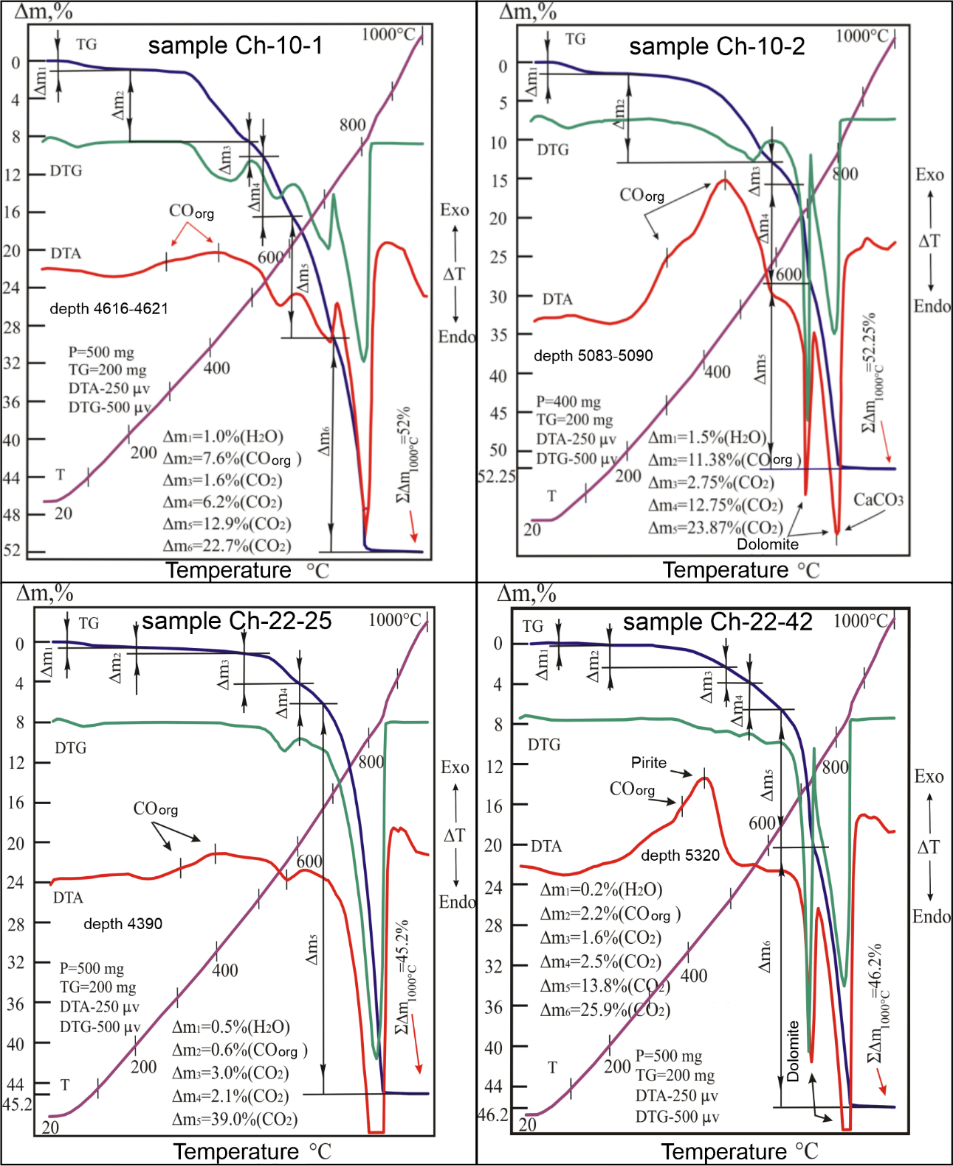 Δm,%
TG
sample Ch-10-1
1000°C
0
4
8
12
16
20
24
28
32
36
40
44
48
52
Δm1
Δm2
Δm3
Δm4
Δm5
Δm6
DTG
800
COorg
DTA
600
depth 4616-4621
P=500 mg
TG=200 mg
DTA-250 μv
DTG-500 μv
400
200
T
20
Δm1=1.0%(H2O)
Δm2=7.6%(COorg )
Δm3=1.6%(CO2)
Δm4=6.2%(CO2)
Δm5=12.9%(CO2)
Δm6=22.7%(CO2)
ΣΔm1000°C=52%
Exo
ΔT
Endo
Temperature °C
Δm,%
TG
sample Ch-10-2
1000°C
0
5
10
15
20
25
30
35
40
45
50
52.25
Δm1
Δm2
Δm3
Δm4
Δm5
DTG
800
COorg
600
DTA
depth 5083-5090
400
P=400 mg
TG=200 mg
DTA-250 μv
DTG-500 μv
200
T
20
Δm1=1.5%(H2O)
Δm2=11.38%(COorg )
Δm3=2.75%(CO2)
Δm4=12.75%(CO2)
Δm5=23.87%(CO2)
ΣΔm1000°C=52.25%
CaCO3
Dolomite
Exo
ΔT
Endo
Temperature °C
Δm,%
TG
sample Ch-22-25
1000°C
0
4
8
12
16
20
24
28
32
36
40
44
45.2
Δm1
Δm2
Δm3
Δm4
Δm5
DTG
800
COorg
600
DTA
depth 4390
400
P=500 mg
TG=200 mg
DTA-250 μv
DTG-500 μv
200
T
20
Δm1=0.5%(H2O)
Δm2=0.6%(COorg )
Δm3=3.0%(CO2)
Δm4=2.1%(CO2)
Δm5=39.0%(CO2)
ΣΔm1000°C=45.2%
Exo
ΔT
Endo
Temperature °C
Δm,%
TG
sample Ch-22-42
1000°C
0
4
8
12
16
20
24
28
32
36
40
44
46.2
Δm1
Δm2
Δm3
Δm4
Δm5
Δm6
DTG
800
Pirite
COorg
600
depth 5320
DTA
Δm1=0.2%(H2O)
Δm2=2.2%(COorg )
Δm3=1.6%(CO2)
Δm4=2.5%(CO2)
Δm5=13.8%(CO2)
Δm6=25.9%(CO2)
400
200
T
20
P=500 mg
TG=200 mg
DTA-250 μv
DTG-500 μv
Dolomite
ΣΔm1000°C=46.2%
Exo
ΔT
Endo
Temperature °C